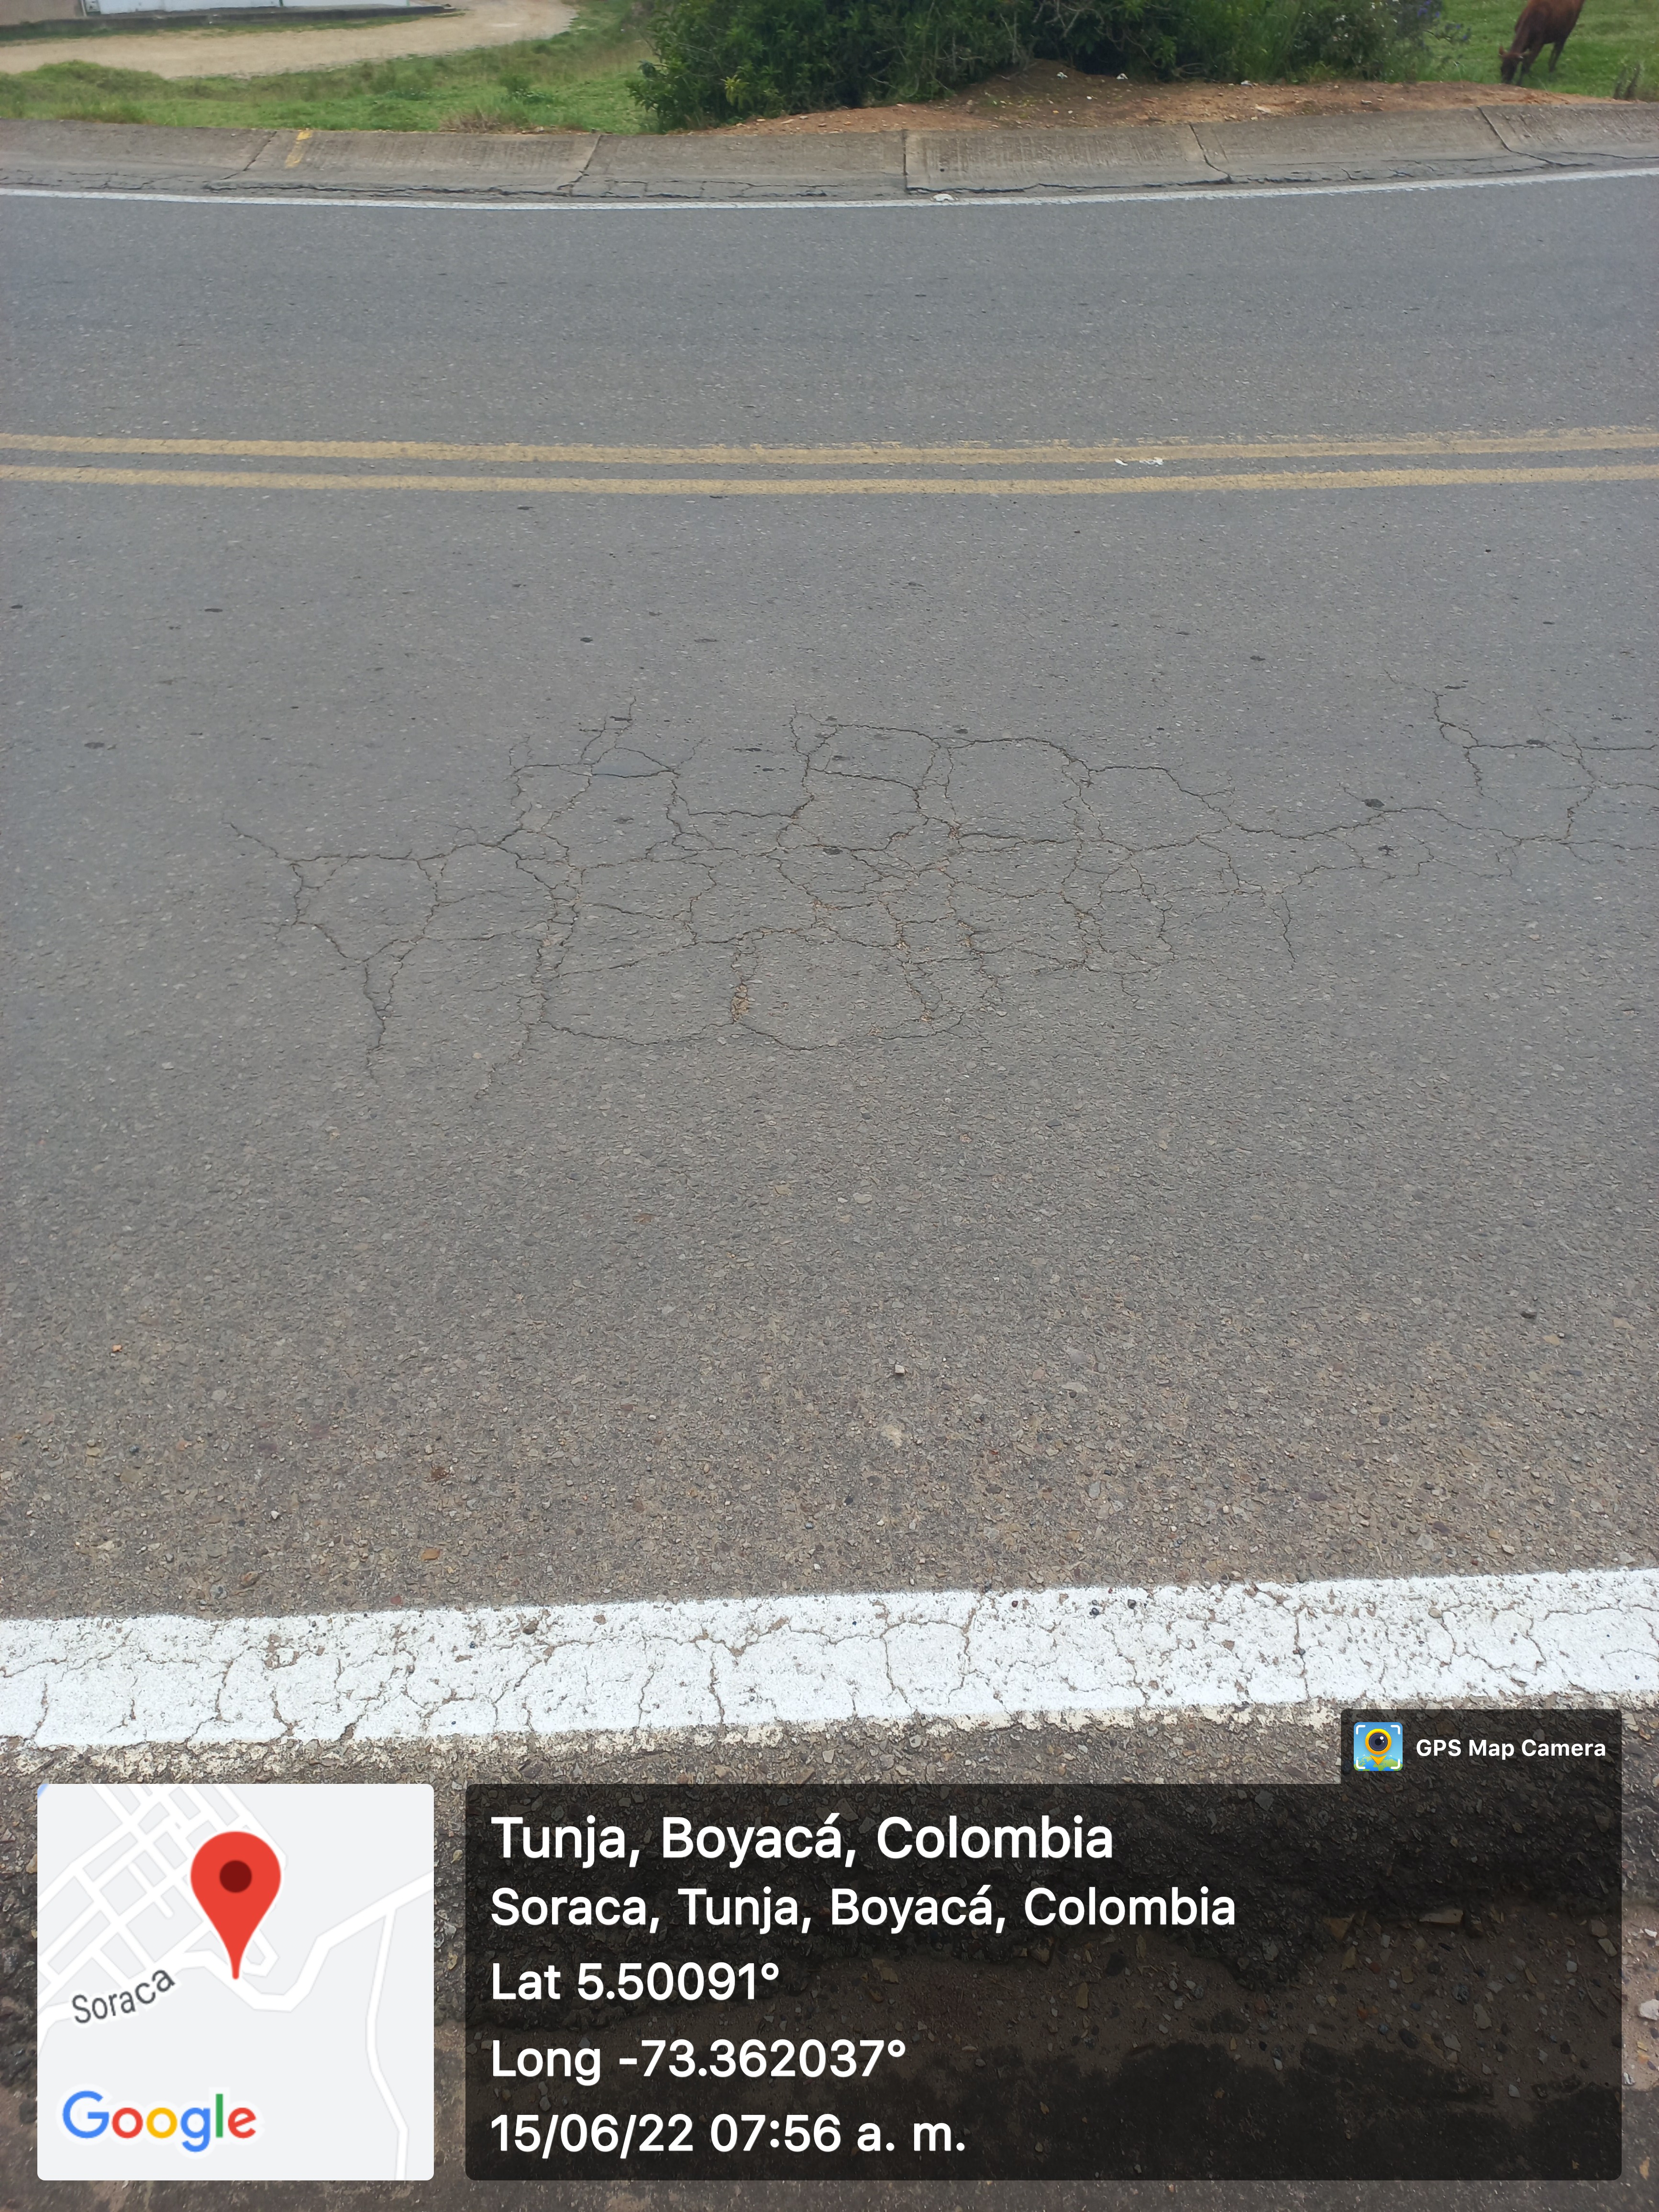 GPS Map Camera
Tunja, Boyacá, Colombia
Soraca, Tunja, Boyacá, Colombia
Lat 5.50091°
Long -73.362037°
15/06/22 07:56 a. m.
Soraca
Google